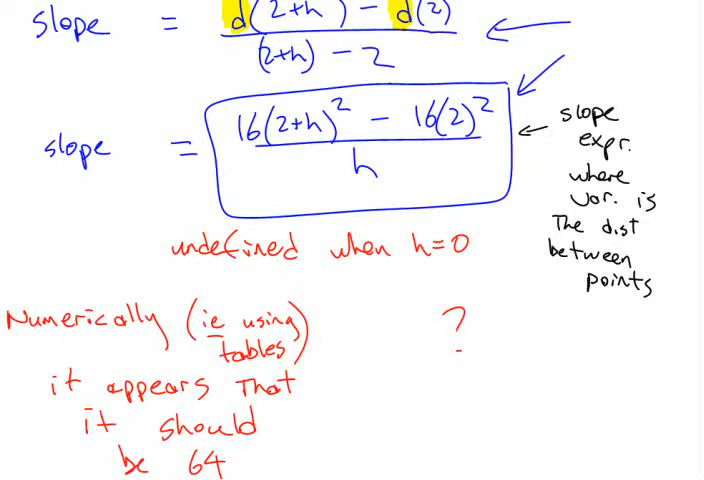 slope = d(2+h) - d(2)
(2+h) - 2
slope = 16(2+h)² - 16(2)²
h
slope
expr.
where
var. is
The dist
between
points
undefined when h=0
Numerically (ie using
tables)
it appears That
it should
be 64
?